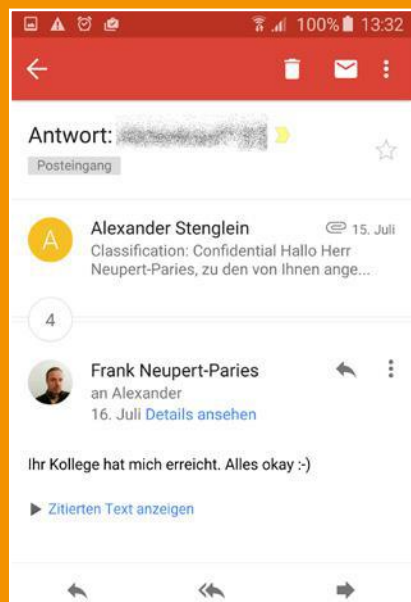 100% 13:32
Antwort:
Posteingang
A
Alexander Stenglein 15. Juli
Classification: Confidential Hallo Herr
Neupert-Paries, zu den von Ihnen ange...
4
Frank Neupert-Paries
an Alexander
16. Juli Details ansehen
Ihr Kollege hat mich erreicht. Alles okay :-)
Zitierten Text anzeigen